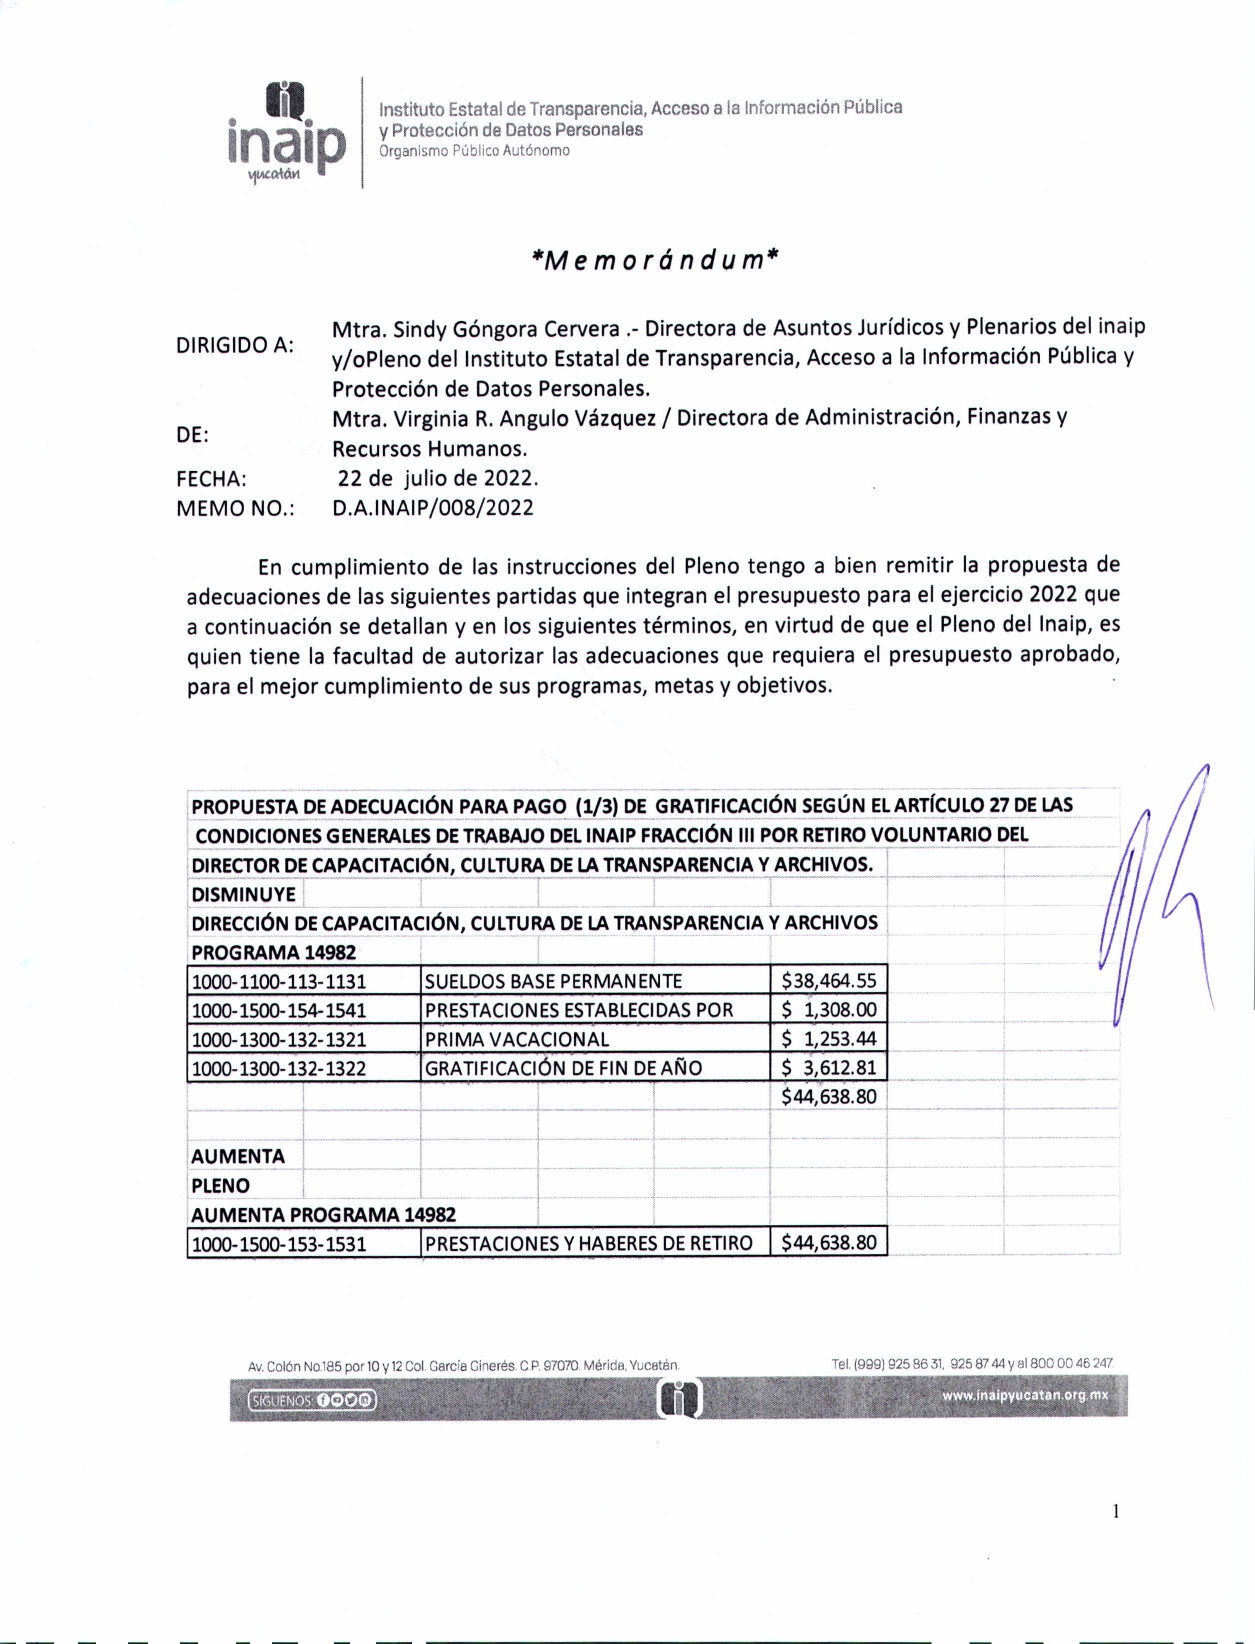 inaip
yucatán
Instituto Estatal de Transparencia, Acceso a la Información Pública
y Protección de Datos Personales
Organismo Público Autónomo
*Memorándum*
DIRIGIDO A:
Mtra. Sindy Góngora Cervera .- Directora de Asuntos Jurídicos y Plenarios del inaip
y/oPleno del Instituto Estatal de Transparencia, Acceso a la Información Pública y
Protección de Datos Personales.
DE:
Mtra. Virginia R. Angulo Vázquez / Directora de Administración, Finanzas y
Recursos Humanos.
FECHA: 22 de julio de 2022.
MEMO NO.: D.A.INAIP/008/2022
En cumplimiento de las instrucciones del Pleno tengo a bien remitir la propuesta de
adecuaciones de las siguientes partidas que integran el presupuesto para el ejercicio 2022 que
a continuación se detallan y en los siguientes términos, en virtud de que el Pleno del Inaip, es
quien tiene la facultad de autorizar las adecuaciones que requiera el presupuesto aprobado,
para el mejor cumplimiento de sus programas, metas y objetivos.
PROPUESTA DE ADECUACIÓN PARA PAGO (1/3) DE GRATIFICACIÓN SEGÚN EL ARTÍCULO 27 DE LAS
CONDICIONES GENERALES DE TRABAJO DEL INAIP FRACCIÓN III POR RETIRO VOLUNTARIO DEL
DIRECTOR DE CAPACITACIÓN, CULTURA DE LA TRANSPARENCIA Y ARCHIVOS.
DISMINUYE
DIRECCIÓN DE CAPACITACIÓN, CULTURA DE LA TRANSPARENCIA Y ARCHIVOS
PROGRAMA 14982
1000-1100-113-1131 SUELDOS BASE PERMANENTE $38,464.55
1000-1500-154-1541 PRESTACIONES ESTABLECIDAS POR $ 1,308.00
1000-1300-132-1321 PRIMA VACACIONAL $ 1,253.44
1000-1300-132-1322 GRATIFICACIÓN DE FIN DE AÑO $ 3,612.81
$44,638.80
AUMENTA
PLENO
AUMENTA PROGRAMA 14982
1000-1500-153-1531 PRESTACIONES Y HABERES DE RETIRO $44,638.80
Av. Colón No.185 por 10 y 12 Col. García Ginerés. C.P. 97070. Mérida, Yucatán.
Tel. (999) 925 86 31, 925 87 44 y al 800 00 46 247
SIGUENOS:
www.inaipyucatan.org.mx
1